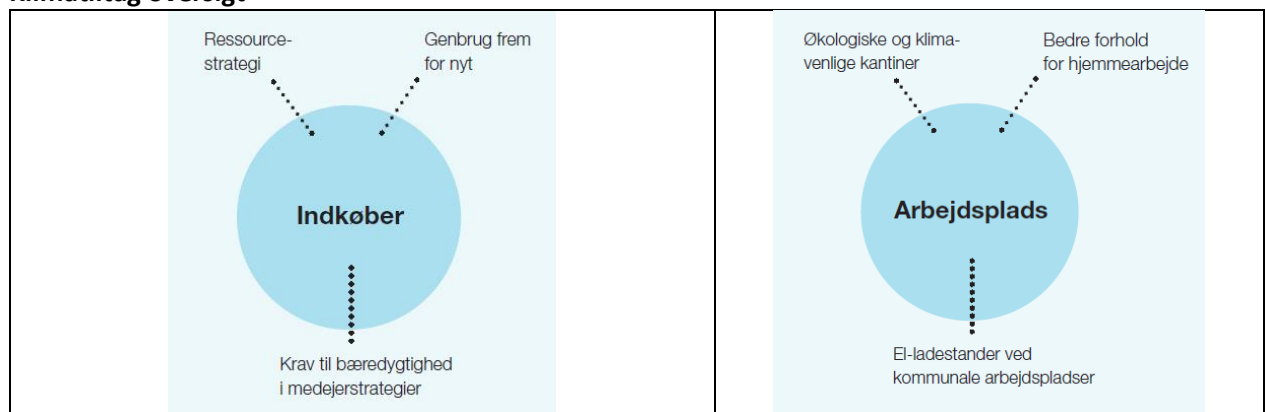 Ressource-
strategi
Genbrug frem
for nyt
Indkøber
Krav til bæredygtighed
i medejerstrategier
Økologiske og klima-
venlige kantiner
Bedre forhold
for hjemmearbejde
Arbejdsplads
El-ladestander ved
kommunale arbejdspladser